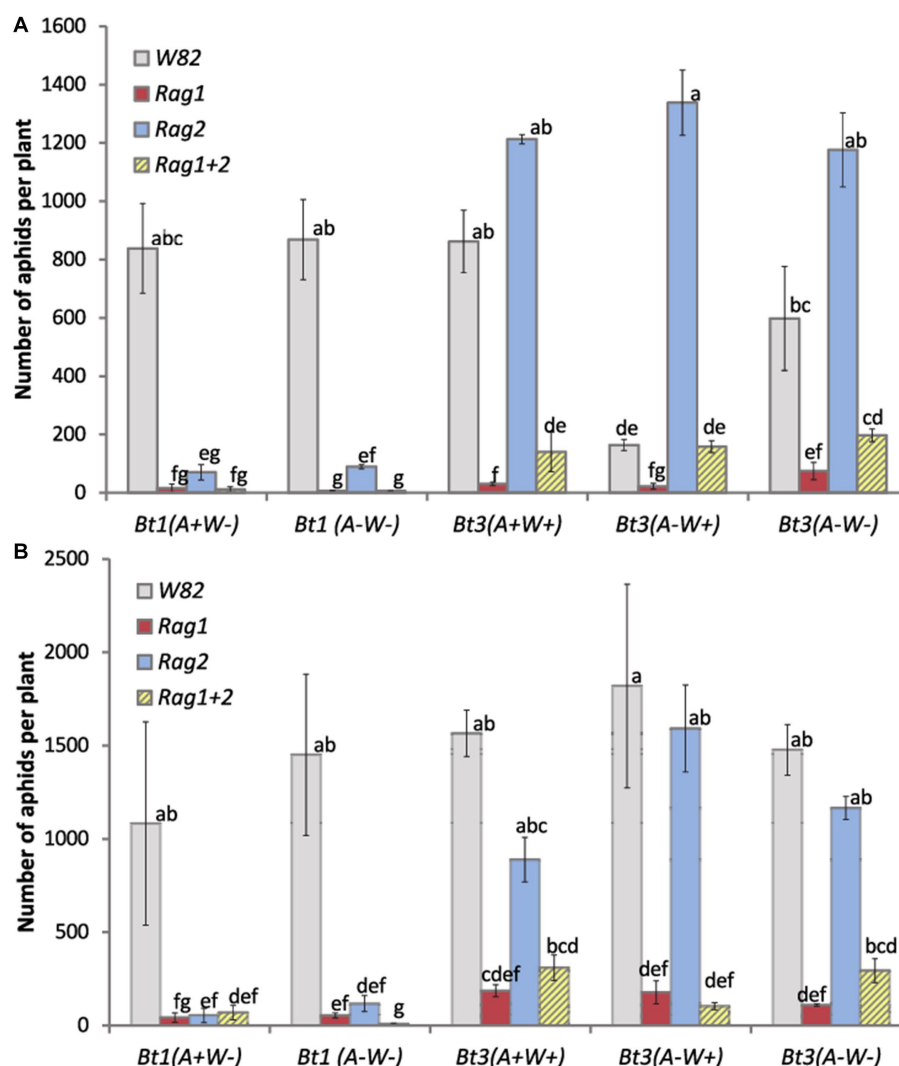 A
Number of aphids per plant
1600
1400
1200
1000
800
600
400
200
0
W82
Rag1
Rag2
Rag1+2
abc
fg
eg
fg
ab
g
ef
g
ab
f
ab
de
de
fg
a
de
bc
ef
ab
cd
Bt1(A+W-)
Bt1 (A-W-)
Bt3(A+W+)
Bt3(A-W+)
Bt3(A-W-)
B
Number of aphids per plant
2500
2000
1500
1000
500
0
W82
Rag1
Rag2
Rag1+2
ab
fg
ef
def
ab
ef
def
g
ab
cdef
abc
bcd
a
def
ab
def
ab
def
ab
bcd
Bt1(A+W-)
Bt1 (A-W-)
Bt3(A+W+)
Bt3(A-W+)
Bt3(A-W-)